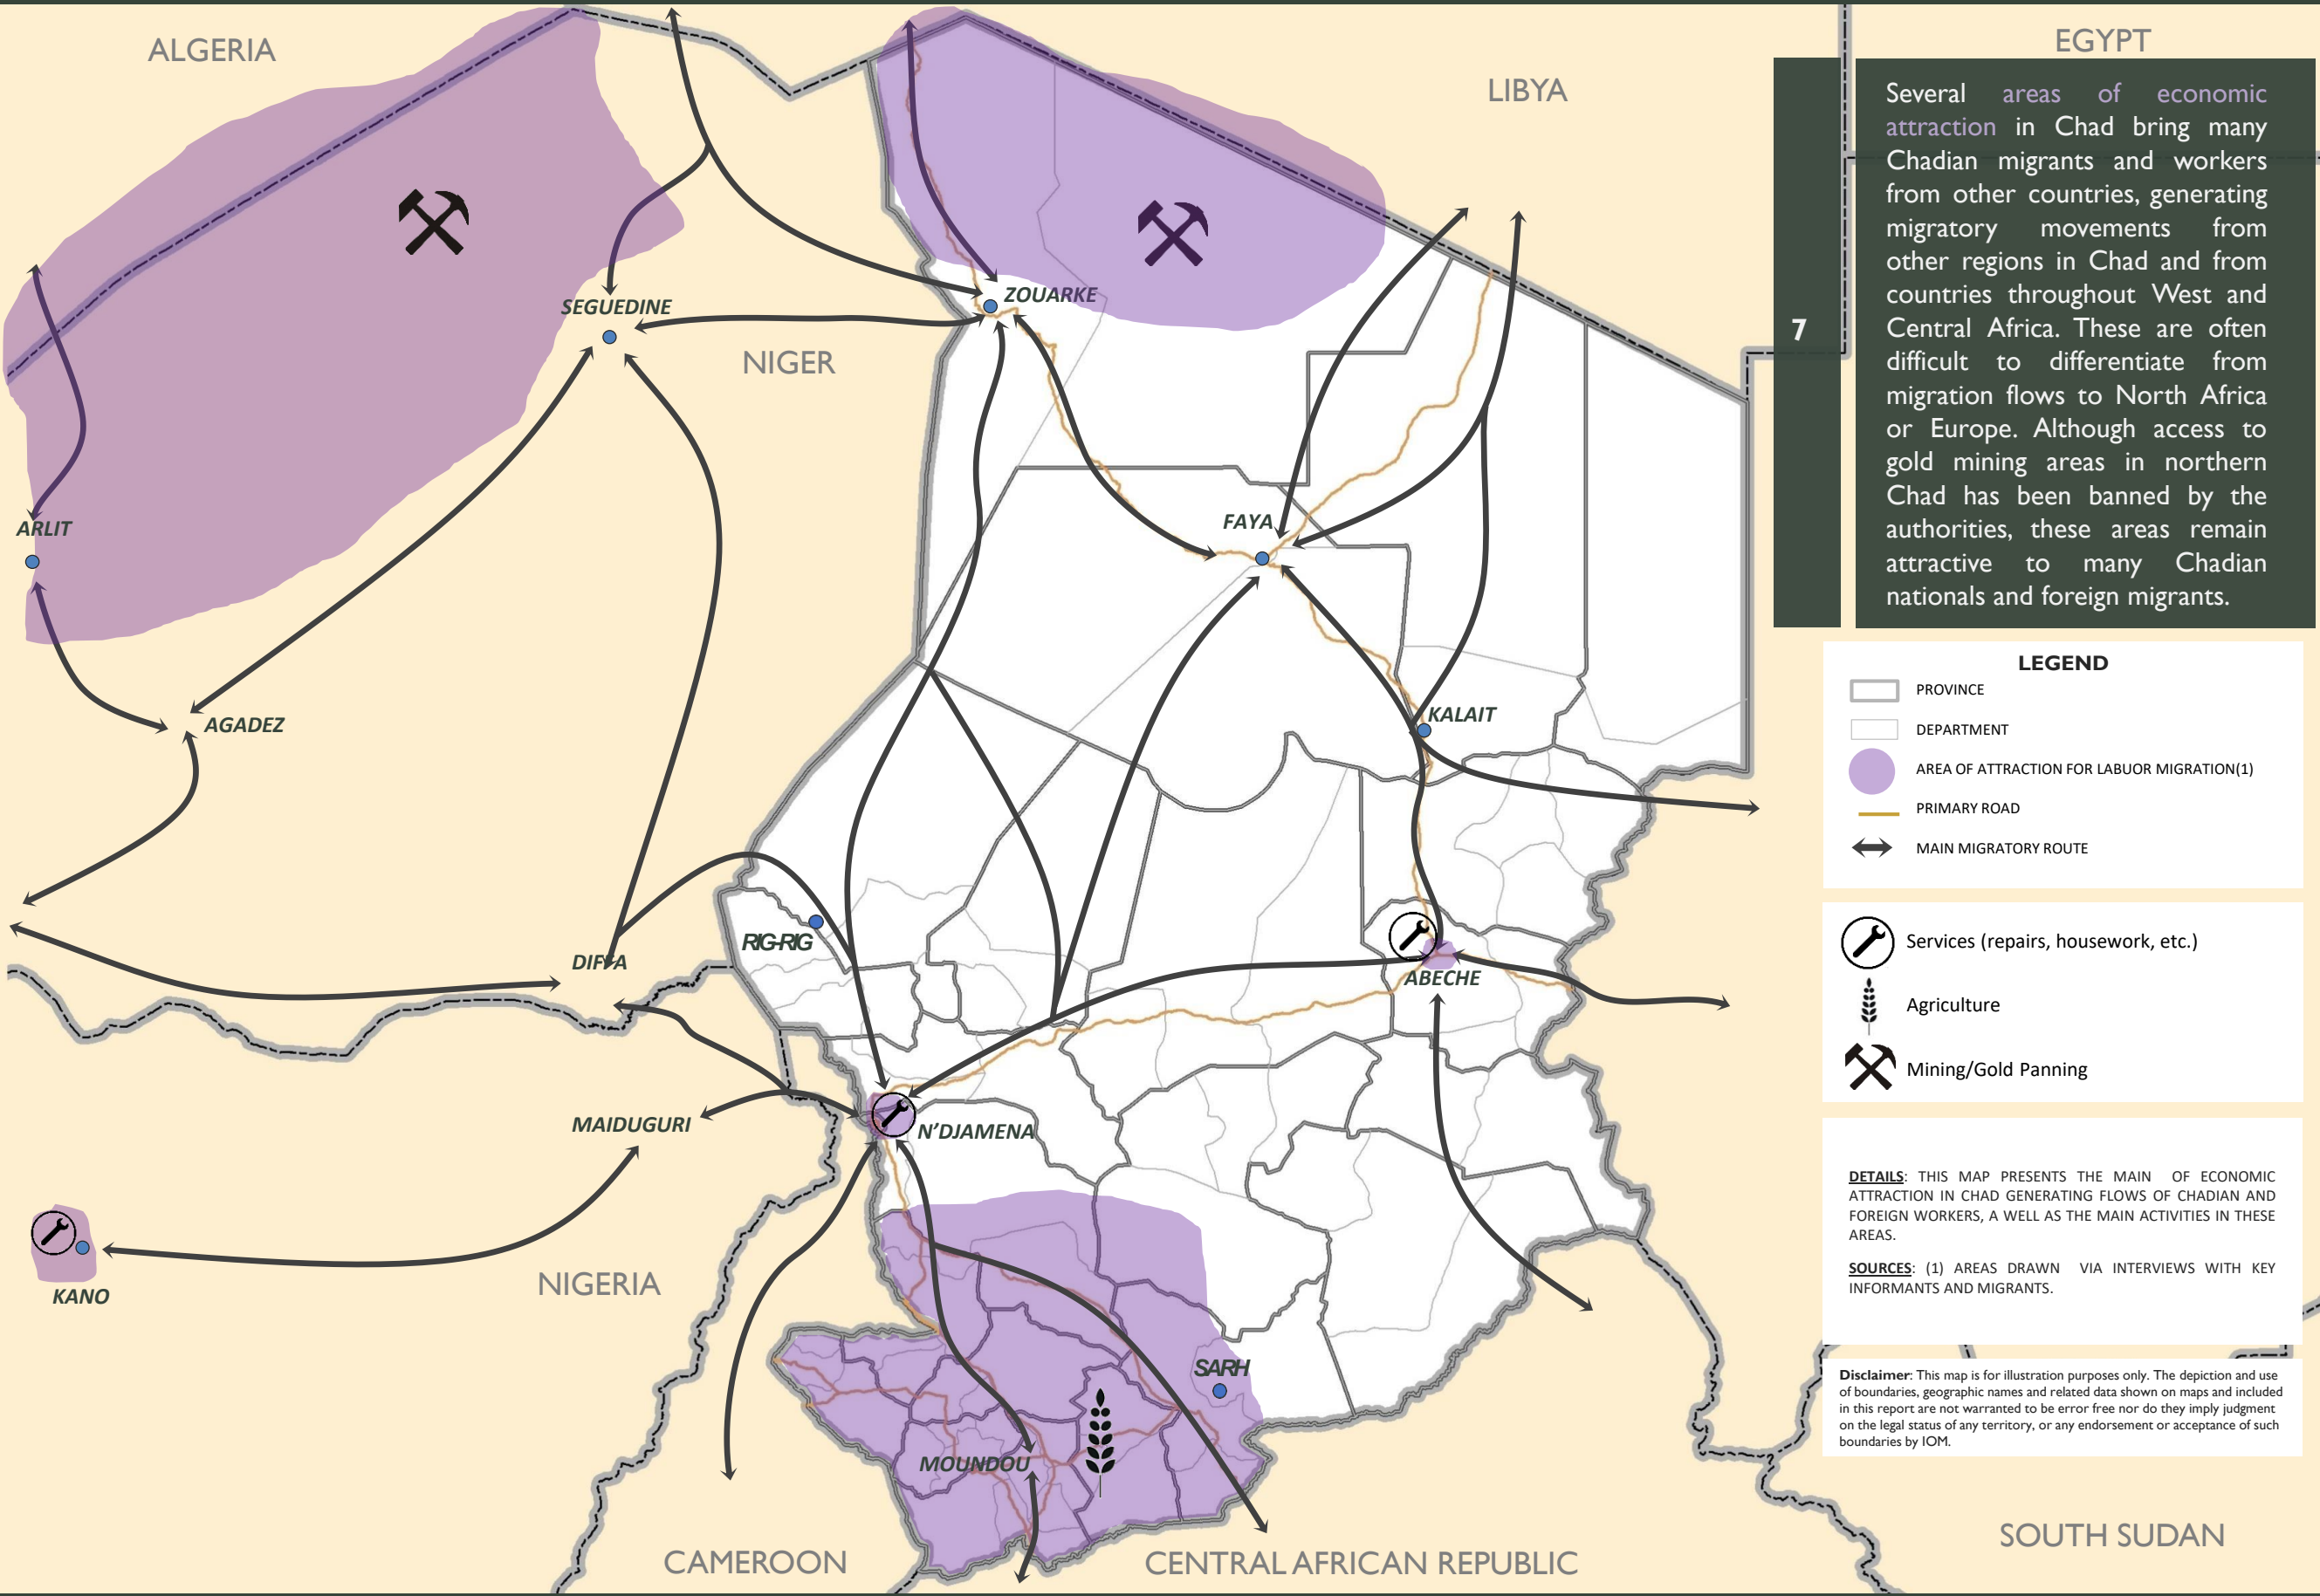 ALGERIA
EGYPT
LIBYA
Several areas of economic
attraction in Chad bring many
Chadian migrants and workers
from other countries, generating
migratory movements from
other regions in Chad and from
countries throughout West and
Central Africa. These are often
difficult to differentiate from
migration flows to North Africa
or Europe. Although access to
gold mining areas in northern
Chad has been banned by the
authorities, these areas remain
attractive to many Chadian
nationals and foreign migrants.
7
SEGUEDINE
ZOUARKE
NIGER
ARLIT
FAYA
AGADEZ
KALAIT
RIG-RIG
DIFFA
ABECHE
MAIDUGURI
N'DJAMENA
NIGERIA
KANO
SARH
MOUNDOU
CAMEROON
CENTRAL AFRICAN REPUBLIC
SOUTH SUDAN
LEGEND
PROVINCE
DEPARTMENT
AREA OF ATTRACTION FOR LABUOR MIGRATION(1)
PRIMARY ROAD
MAIN MIGRATORY ROUTE
Services (repairs, housework, etc.)
Agriculture
Mining/Gold Panning
DETAILS: THIS MAP PRESENTS THE MAIN OF ECONOMIC
ATTRACTION IN CHAD GENERATING FLOWS OF CHADIAN AND
FOREIGN WORKERS, A WELL AS THE MAIN ACTIVITIES IN THESE
AREAS.
SOURCES: (1) AREAS DRAWN VIA INTERVIEWS WITH KEY
INFORMANTS AND MIGRANTS.
Disclaimer: This map is for illustration purposes only. The depiction and use
of boundaries, geographic names and related data shown on maps and included
in this report are not warranted to be error free nor do they imply judgment
on the legal status of any territory, or any endorsement or acceptance of such
boundaries by IOM.